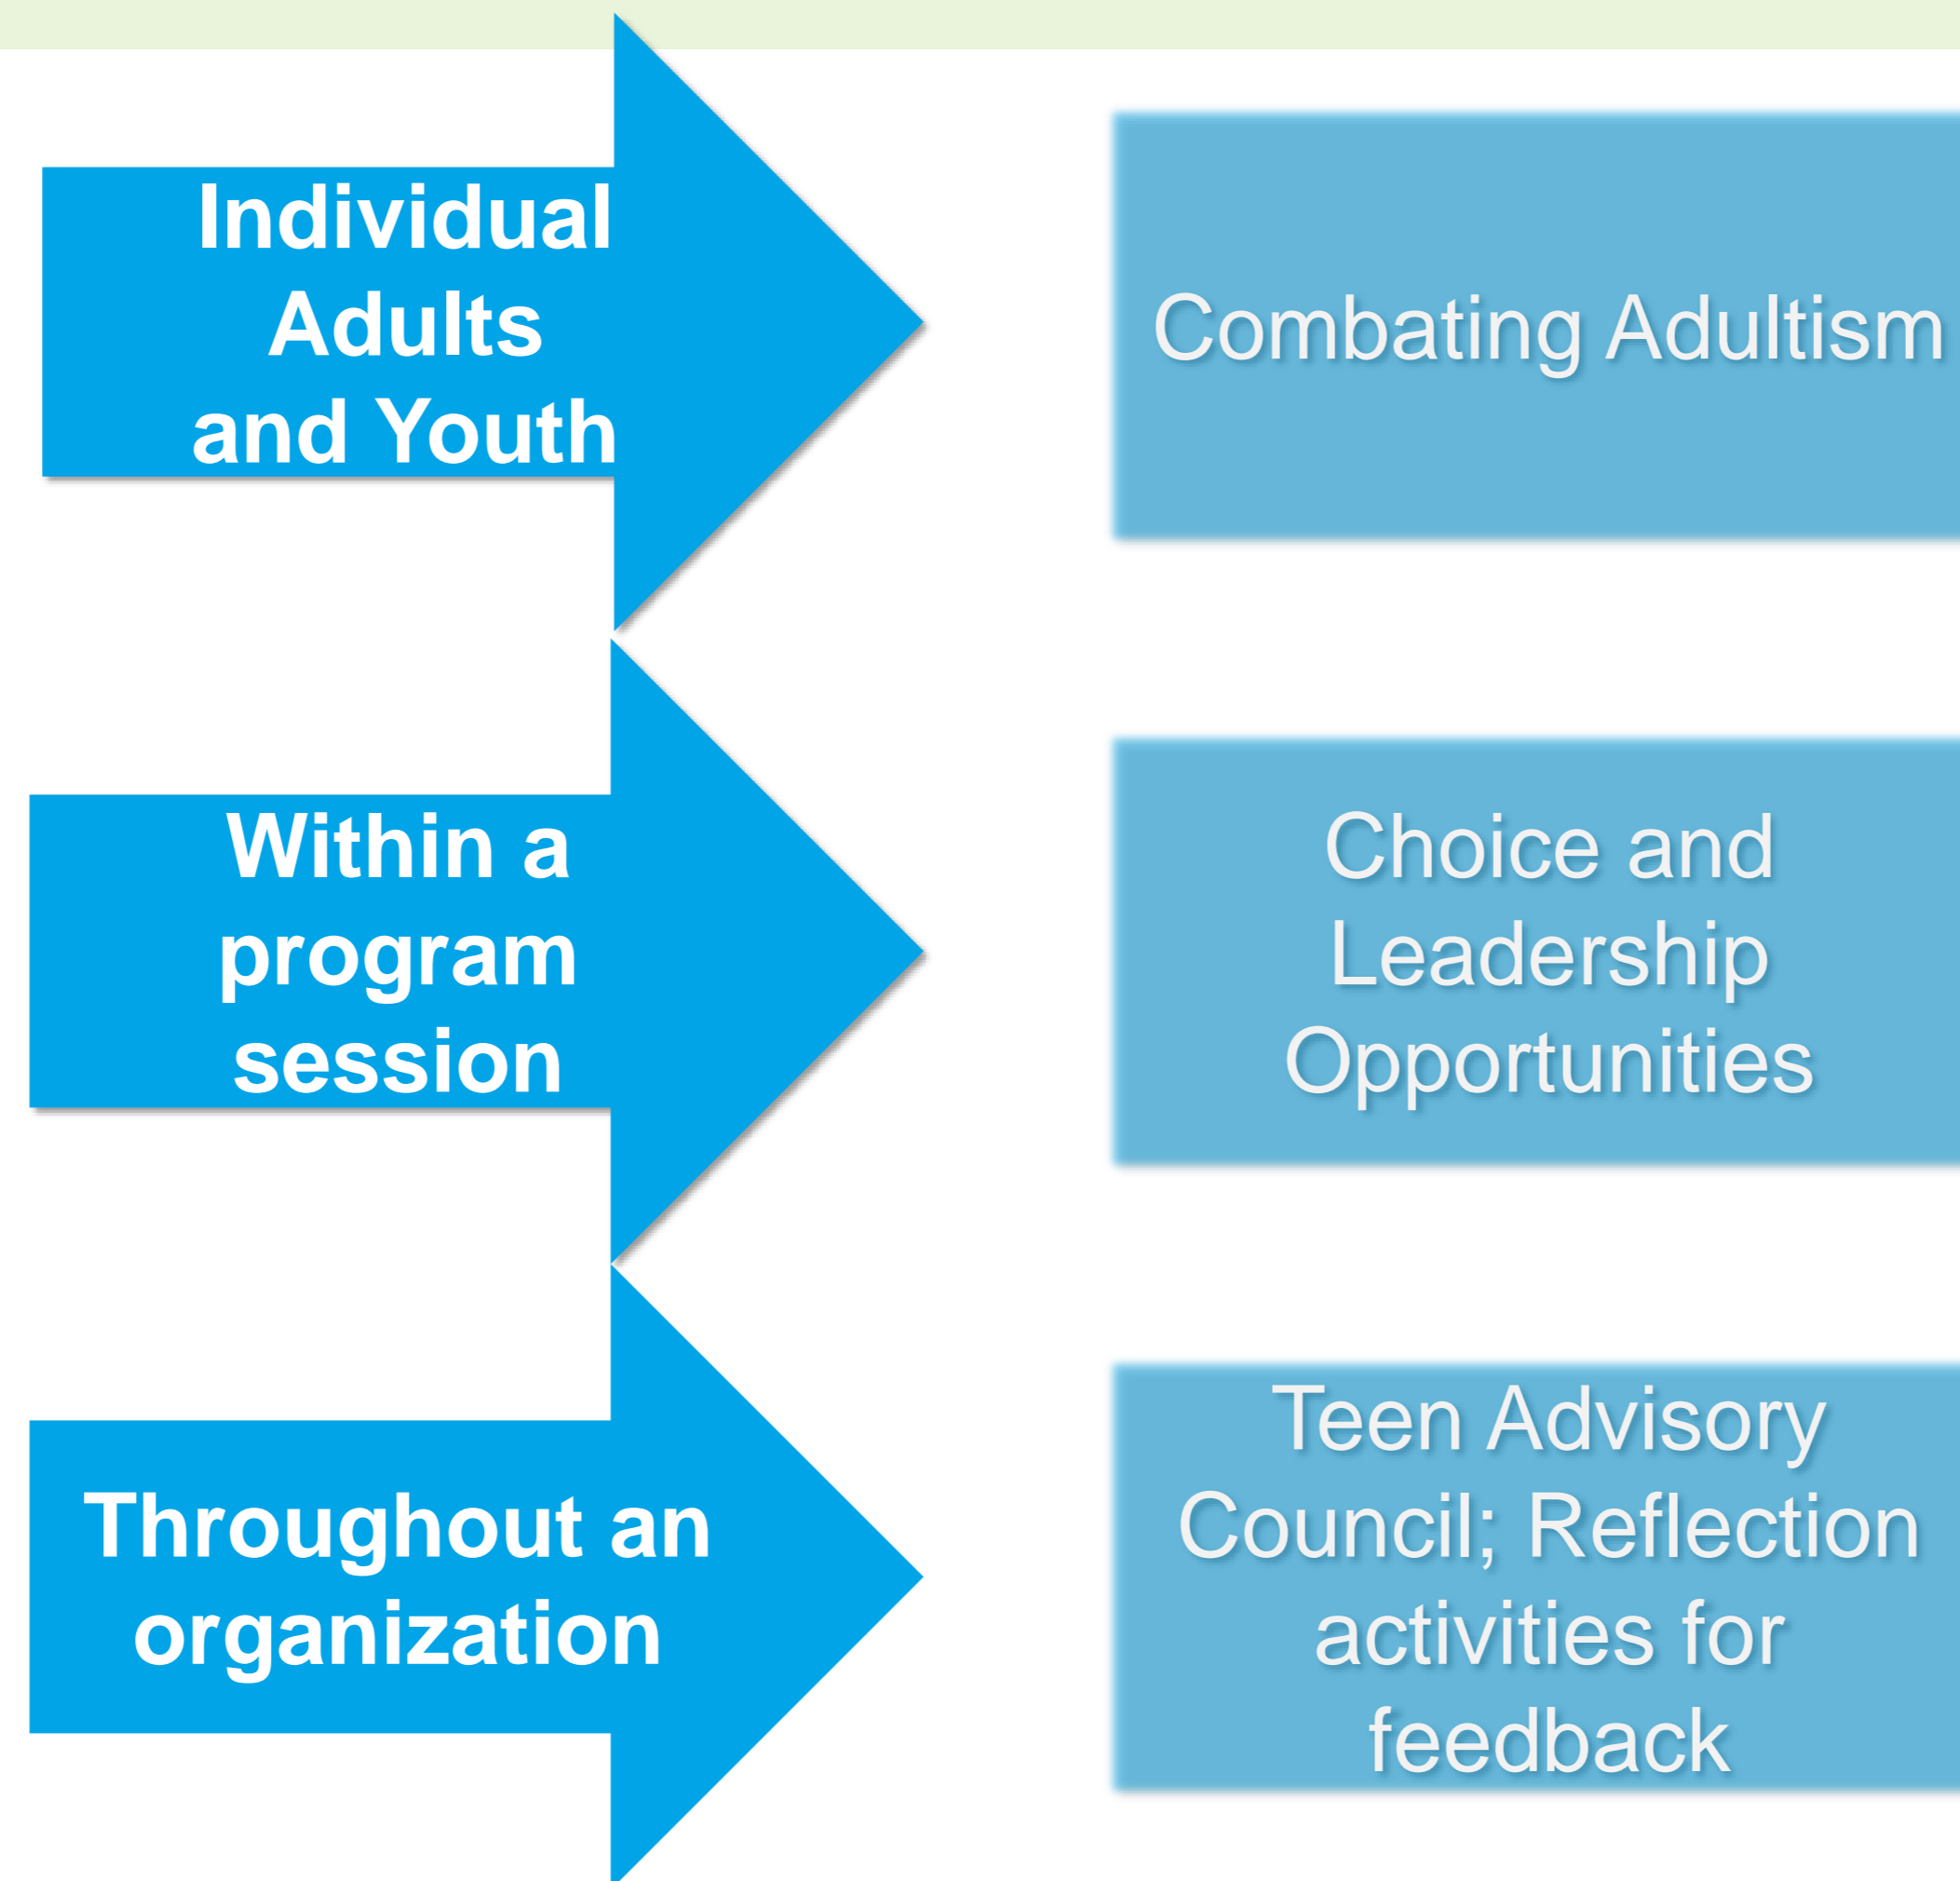 Individual
Adults
and Youth
Combating Adultism
Within a
program
session
Choice and
Leadership
Opportunities
Throughout an
organization
Teen Advisory
Council; Reflection
activities for
feedback